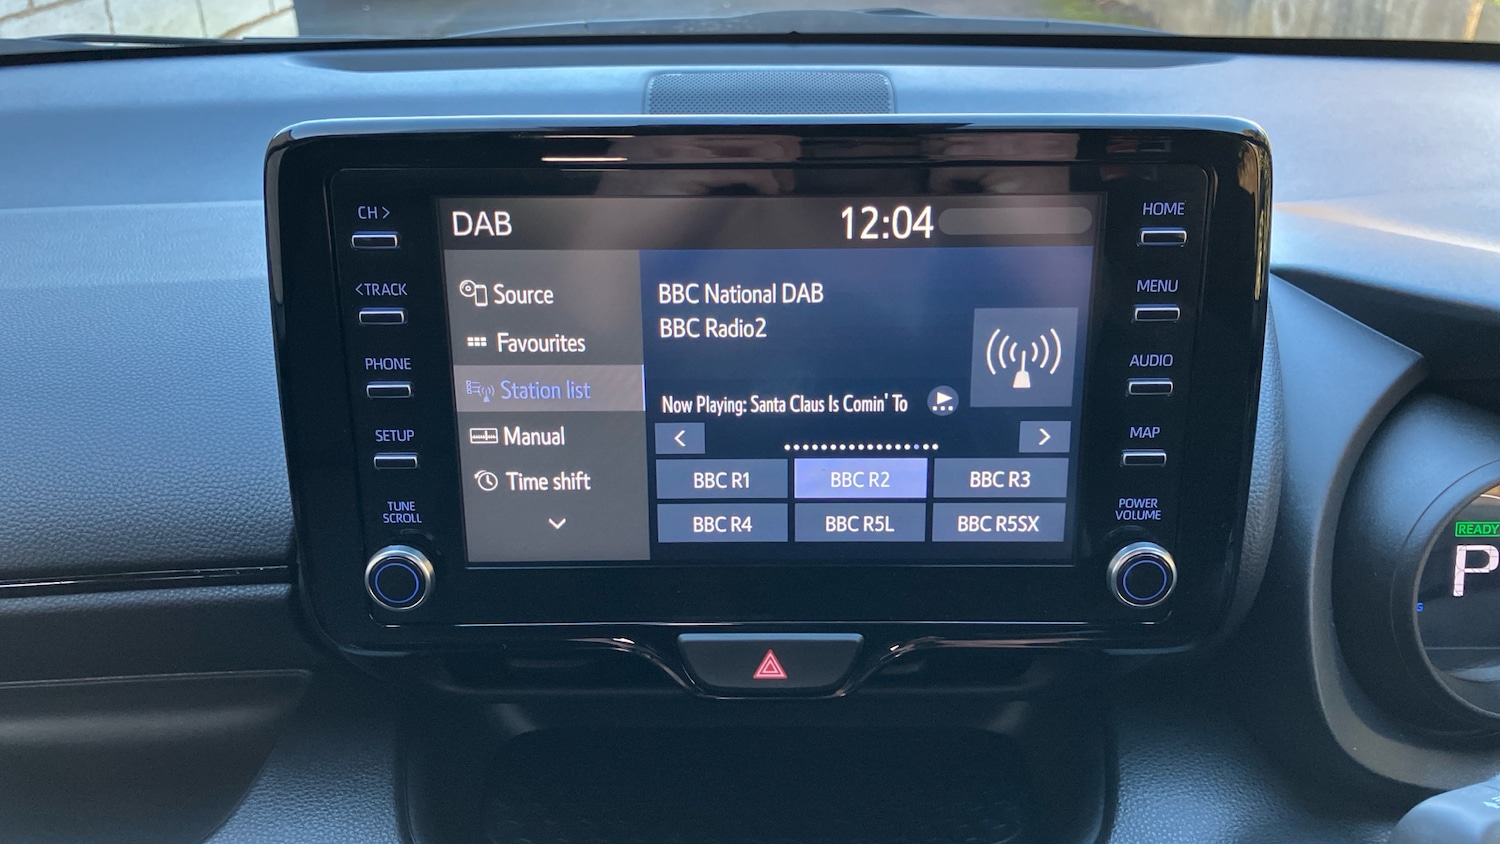 CH >
<TRACK
PHONE
SETUP
TUNE
SCROLL
DAB
12:04
Source
Favourites
Station list
Manual
Time shift
BBC National DAB
BBC Radio2
Now Playing: Santa Claus Is Comin' To
BBC R1
BBC R2
BBC R3
BBC R4
BBC R5L
BBC R5SX
HOME
MENU
AUDIO
MAP
POWER
VOLUME
READY
P